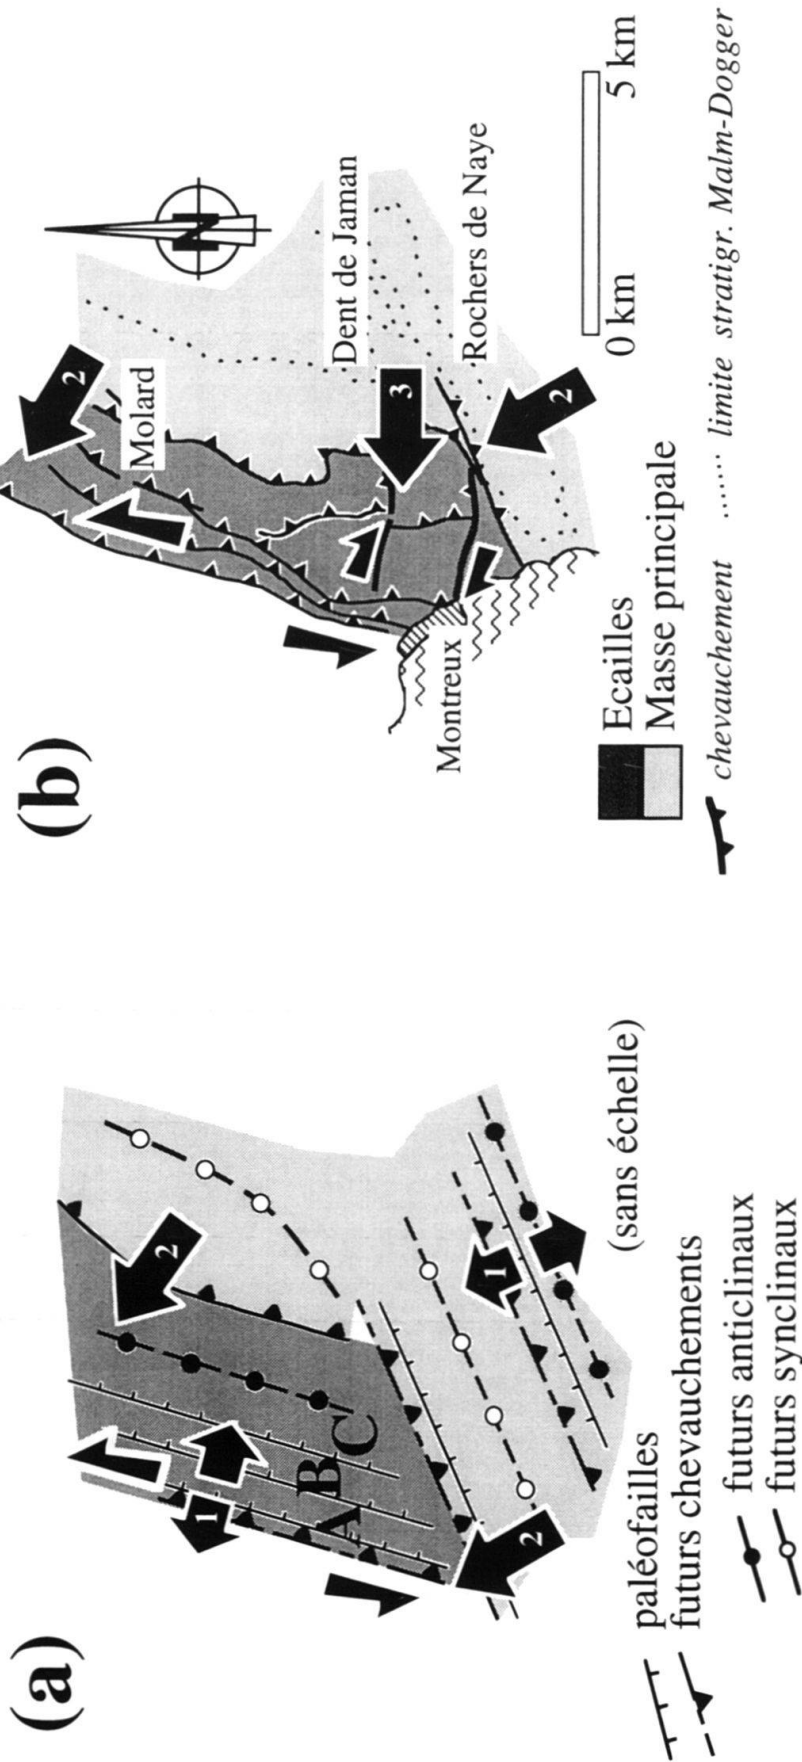 (a)
2
1
A
B
C
1
2
(sans échelle)
paléofailles
futurs chevauchements
futurs anticlinaux
futurs synclinaux
(b)
N
2
Molard
Dent de Jaman
3
Rochers de Naye
2
Montreux
0 km 5 km
Ecailles
Masse principale
chevauchement ....... limite stratigr. Malm-Dogger